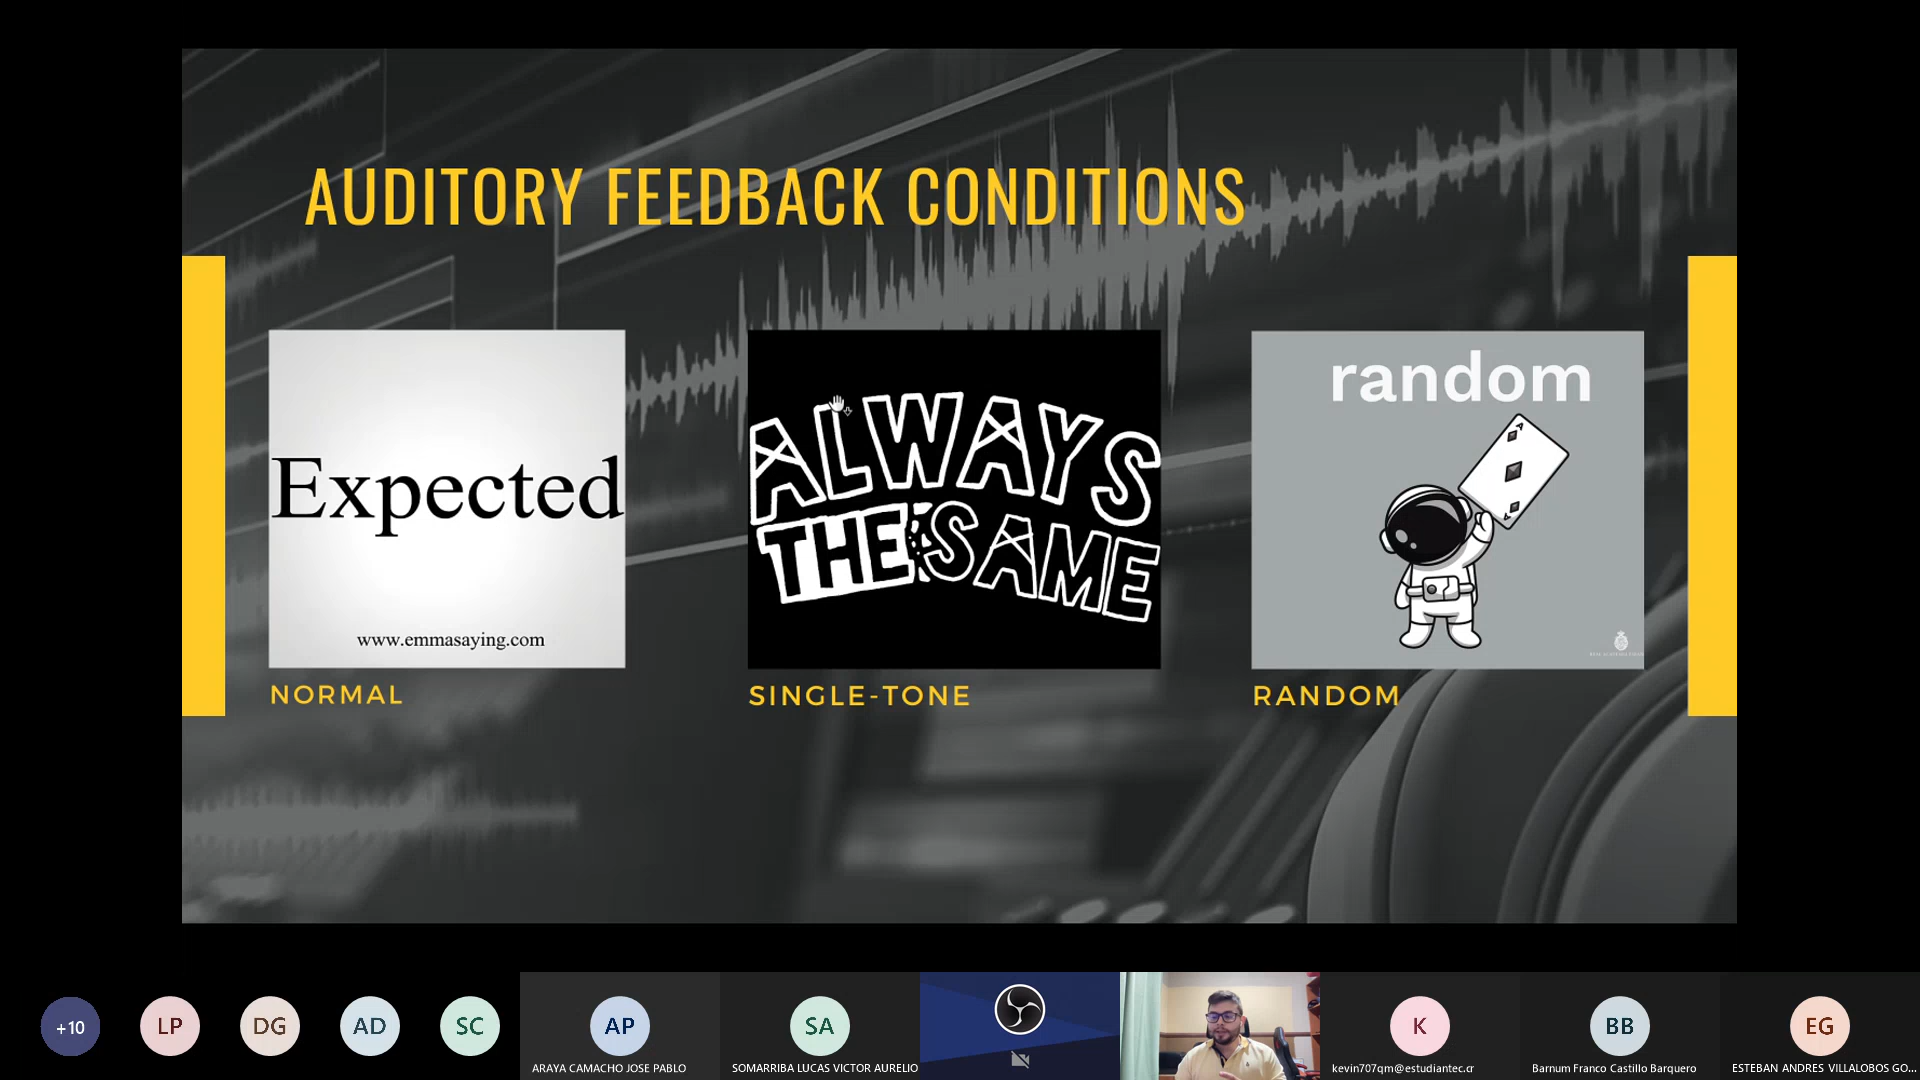 AUDITORY FEEDBACK CONDITIONS
Expected
www.emmasaying.com
NORMAL
ALWAYS
THE SAME
SINGLE-TONE
random
RANDOM
+10
LP
DG
AD
SC
AP
ARAYA CAMACHO JOSE PABLO
SA
SOMARRIBA LUCAS VICTOR AURELIO
K
kevin707qm@estudiantec.cr
BB
Barnum Franco Castillo Barquero
EG
ESTEBAN ANDRES VILLALOBOS GO...